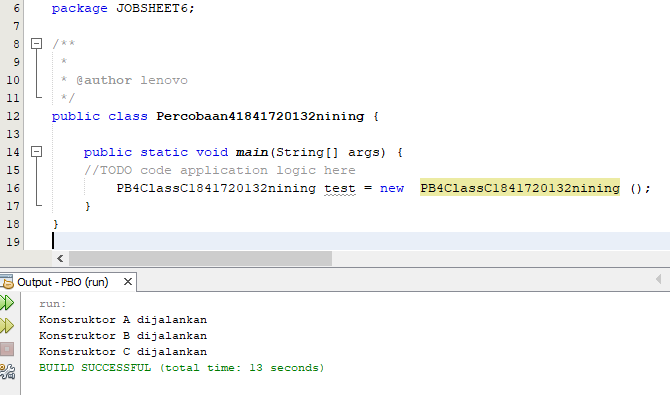 6 package JOBSHEET6;
7
8 /**
9 *
10 * @author lenovo
11 */
12 public class Percobaan41841720132nining {
13
14 public static void main(String[] args) {
15 //TODO code application logic here
16 PB4ClassC1841720132nining test = new PB4ClassC1841720132nining ();
17 }
18 }
19
Output - PBO (run)
run:
Konstruktor A dijalankan
Konstruktor B dijalankan
Konstruktor C dijalankan
BUILD SUCCESSFUL (total time: 13 seconds)